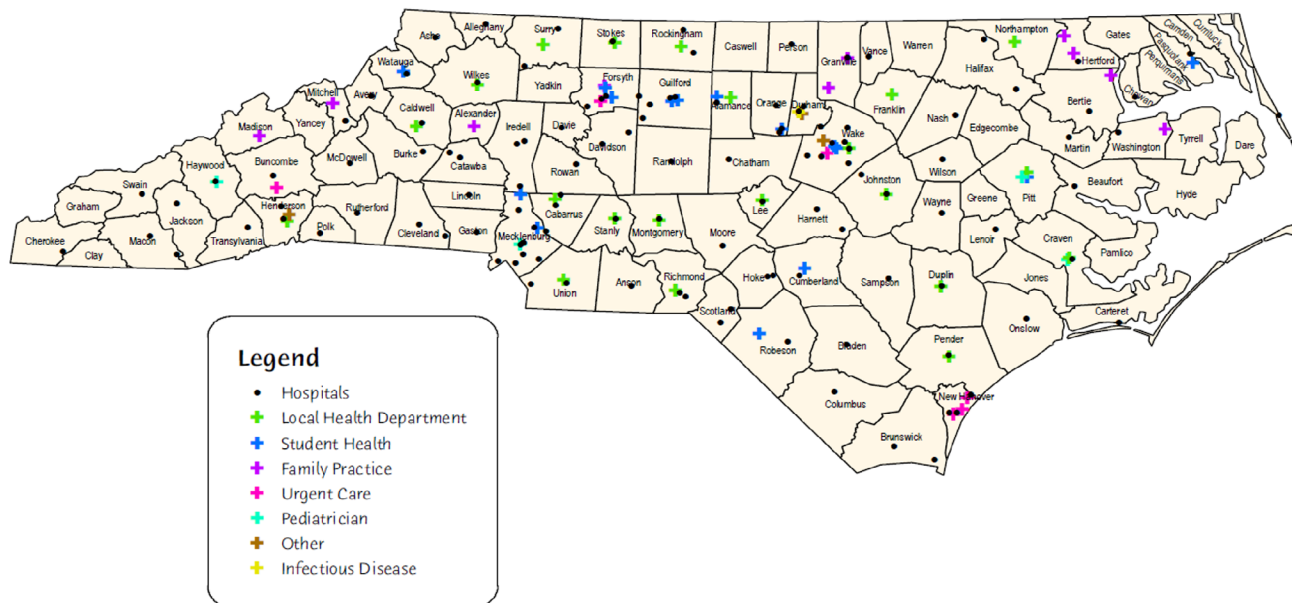 Ashe
Alleghany
Surry
Stokes
Rockingham
Caswell
Person
Granville
Vance
Warren
Northampton
Gates
Camden
Currituck
Pasquotank
Perquimans
Chowan
Hertford
Halifax
Watauga
Wilkes
Yadkin
Forsyth
Guilford
Alamance
Orange
Durham
Franklin
Nash
Edgecombe
Bertie
Martin
Washington
Tyrrell
Dare
Mitchell
Avery
Caldwell
Alexander
Iredell
Davie
Davidson
Randolph
Chatham
Wake
Wilson
Pitt
Beaufort
Hyde
Madison
Yancey
Burke
Catawba
Rowan
Johnston
Greene
Wayne
Haywood
Buncombe
McDowell
Swain
Graham
Jackson
Henderson
Polk
Rutherford
Cleveland
Lincoln
Gaston
Mecklenburg
Cabarrus
Stanly
Montgomery
Moore
Lee
Harnett
Lenoir
Craven
Pamlico
Cherokee
Clay
Macon
Transylvania
Union
Anson
Richmond
Hoke
Cumberland
Sampson
Duplin
Jones
Carteret
Onslow
Scotland
Robeson
Bladen
Pender
Columbus
Brunswick
New Hanover
Legend
Hospitals
Local Health Department
Student Health
Family Practice
Urgent Care
Pediatrician
Other
Infectious Disease